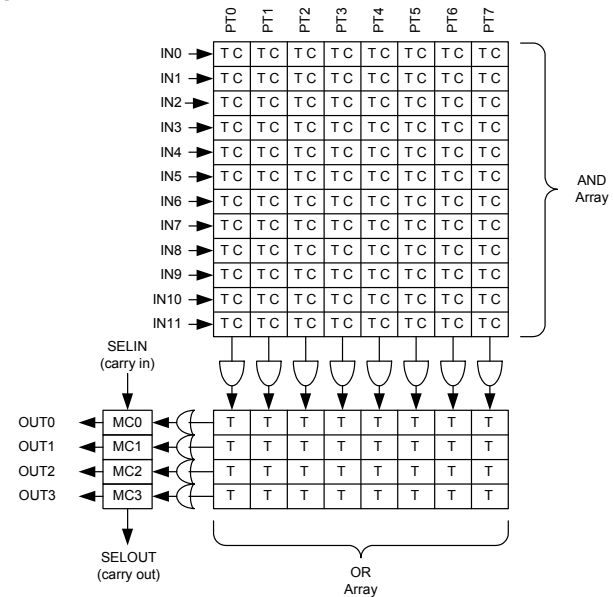 PT0 PT1 PT2 PT3 PT4 PT5 PT6 PT7
IN0 T C T C T C T C T C T C T C T C
IN1 T C T C T C T C T C T C T C T C
IN2 T C T C T C T C T C T C T C T C
IN3 T C T C T C T C T C T C T C T C
IN4 T C T C T C T C T C T C T C T C
IN5 T C T C T C T C T C T C T C T C
IN6 T C T C T C T C T C T C T C T C
IN7 T C T C T C T C T C T C T C T C
IN8 T C T C T C T C T C T C T C T C
IN9 T C T C T C T C T C T C T C T C
IN10 T C T C T C T C T C T C T C T C
IN11 T C T C T C T C T C T C T C T C
AND
Array
SELIN
(carry in)
OUT0 MC0 T T T T T T T T
OUT1 MC1 T T T T T T T T
OUT2 MC2 T T T T T T T T
OUT3 MC3 T T T T T T T T
SELOUT
(carry out)
OR
Array